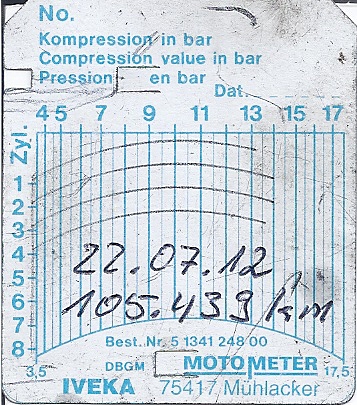 No.
Kompression in bar
Compression value in bar
Pression en bar
Dat.
4 5 7 9 11 13 15 17
Zyl.
1
2
3
4
5
6
7
8
22.07.12
105.439 km
Best. Nr. 5 1341 248 00
3,5 DBGM MOTOMETER 17,5
IVEKA 75417 Mühlacker